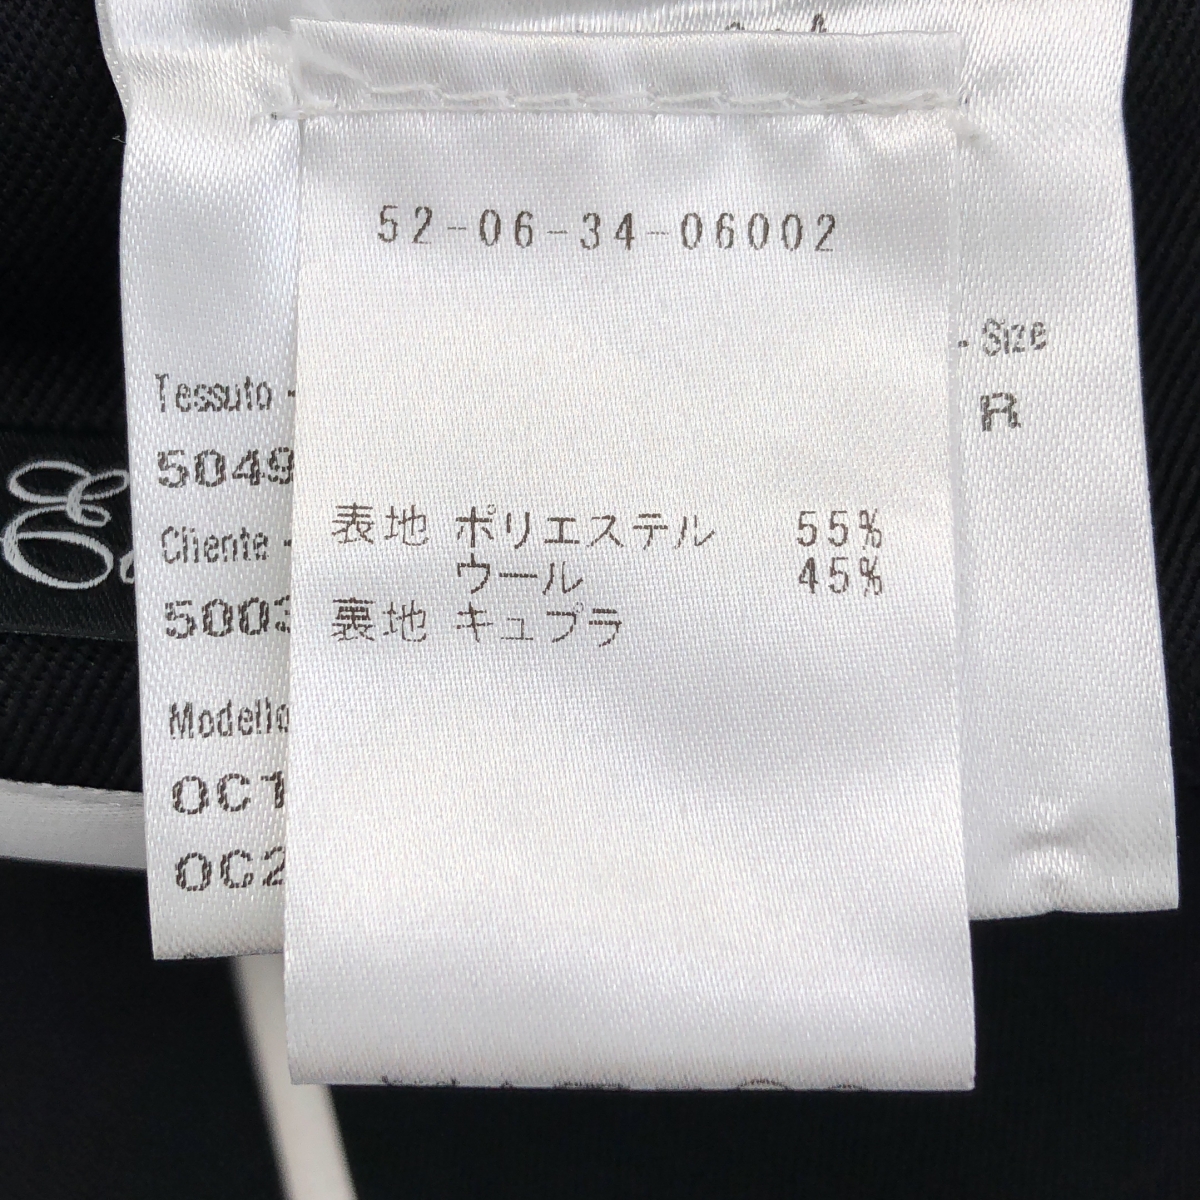 52-06-34-06002
- Size
R
Tessuto -
5049
Cliente -
5003
Modello
OC1
OC2
表地 ポリエステル 55%
ウール 45%
裏地 キュプラ